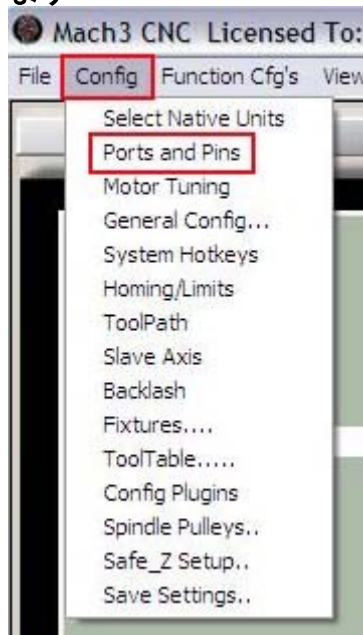 Mach3 CNC Licensed To:
File Config Function Cfg's View
Select Native Units
Ports and Pins
Motor Tuning
General Config...
System Hotkeys
Homing/Limits
ToolPath
Slave Axis
Backlash
Fixtures....
ToolTable.....
Config Plugins
Spindle Pulleys..
Safe_Z Setup..
Save Settings..